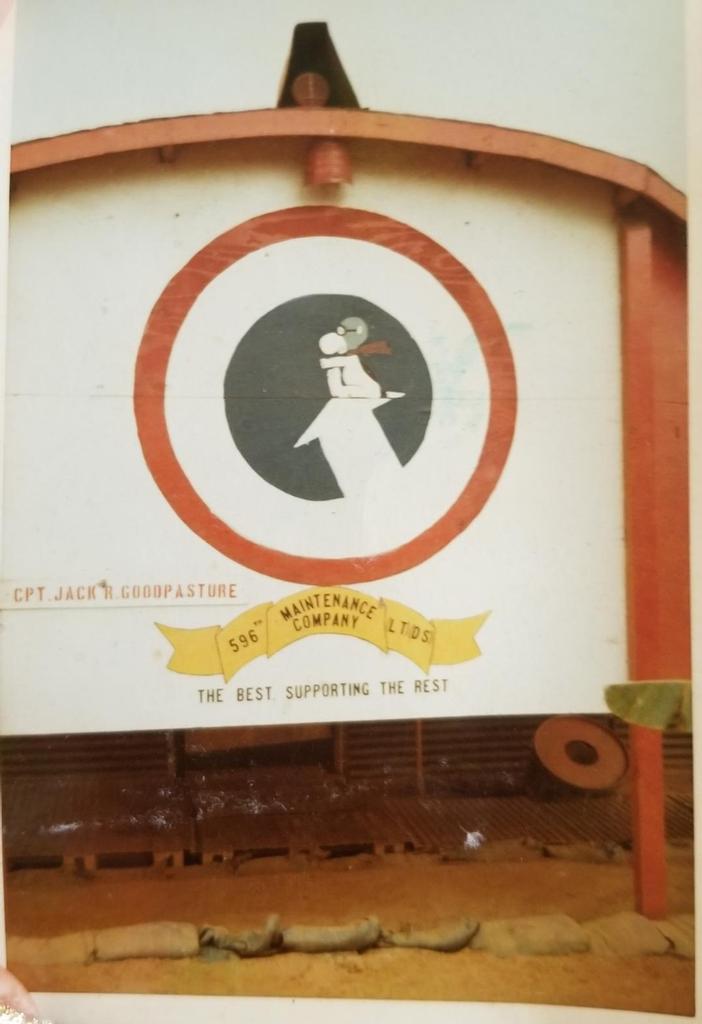 CPT. JACK R. GOODPASTURE
596TH MAINTENANCE COMPANY LT DS
THE BEST SUPPORTING THE REST